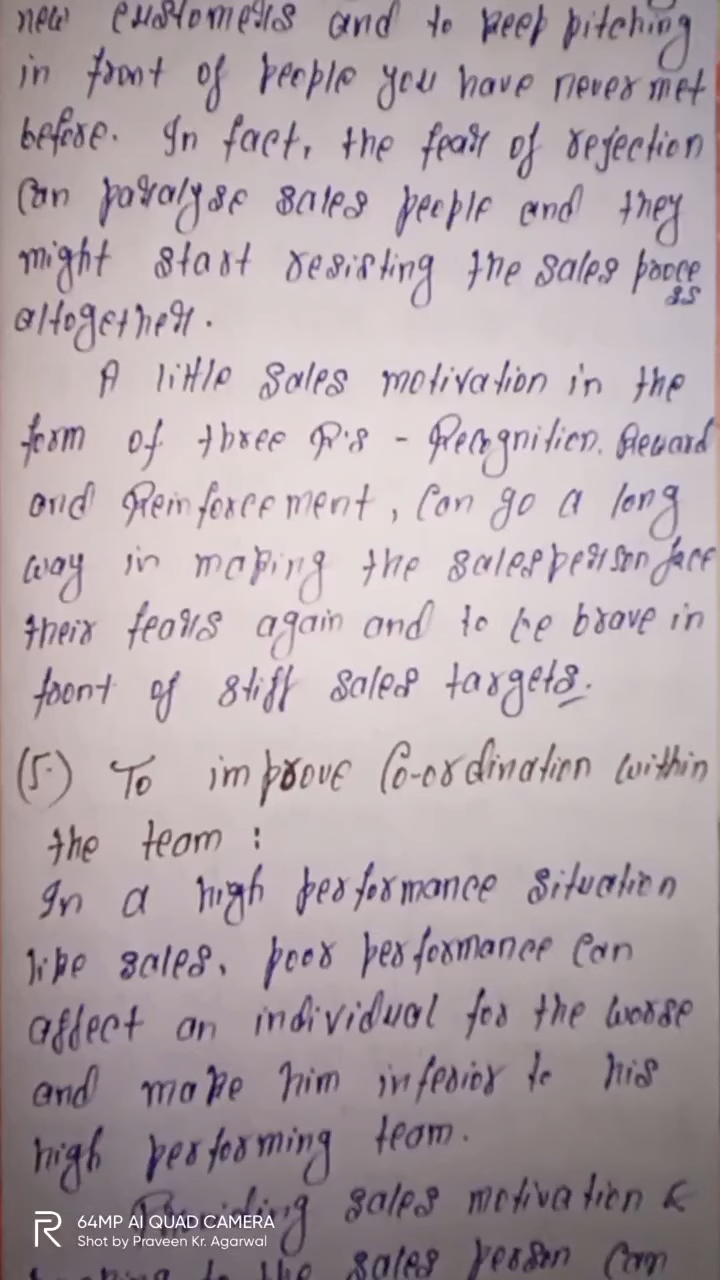 new customers and to keep pitching
in front of people you have never met
before. In fact, the fear of rejection
can paralyse sales people and they
might start resisting the sales proce
ss
altogether.
A little sales motivation in the
form of three R's - Recognition. Reward
and Reinforcement, can go a long
way in making the salesperson face
their fears again and to be brave in
front of stiff sales targets.
(5.) To improve Co-ordination within
the team :
In a high performance situation
like sales, poor performance can
affect an individual for the worse
and make him inferior to his
high performing team.
Providing sales motivation &
to the sales person can
64MP AI QUAD CAMERA
Shot by Praveen Kr. Agarwal